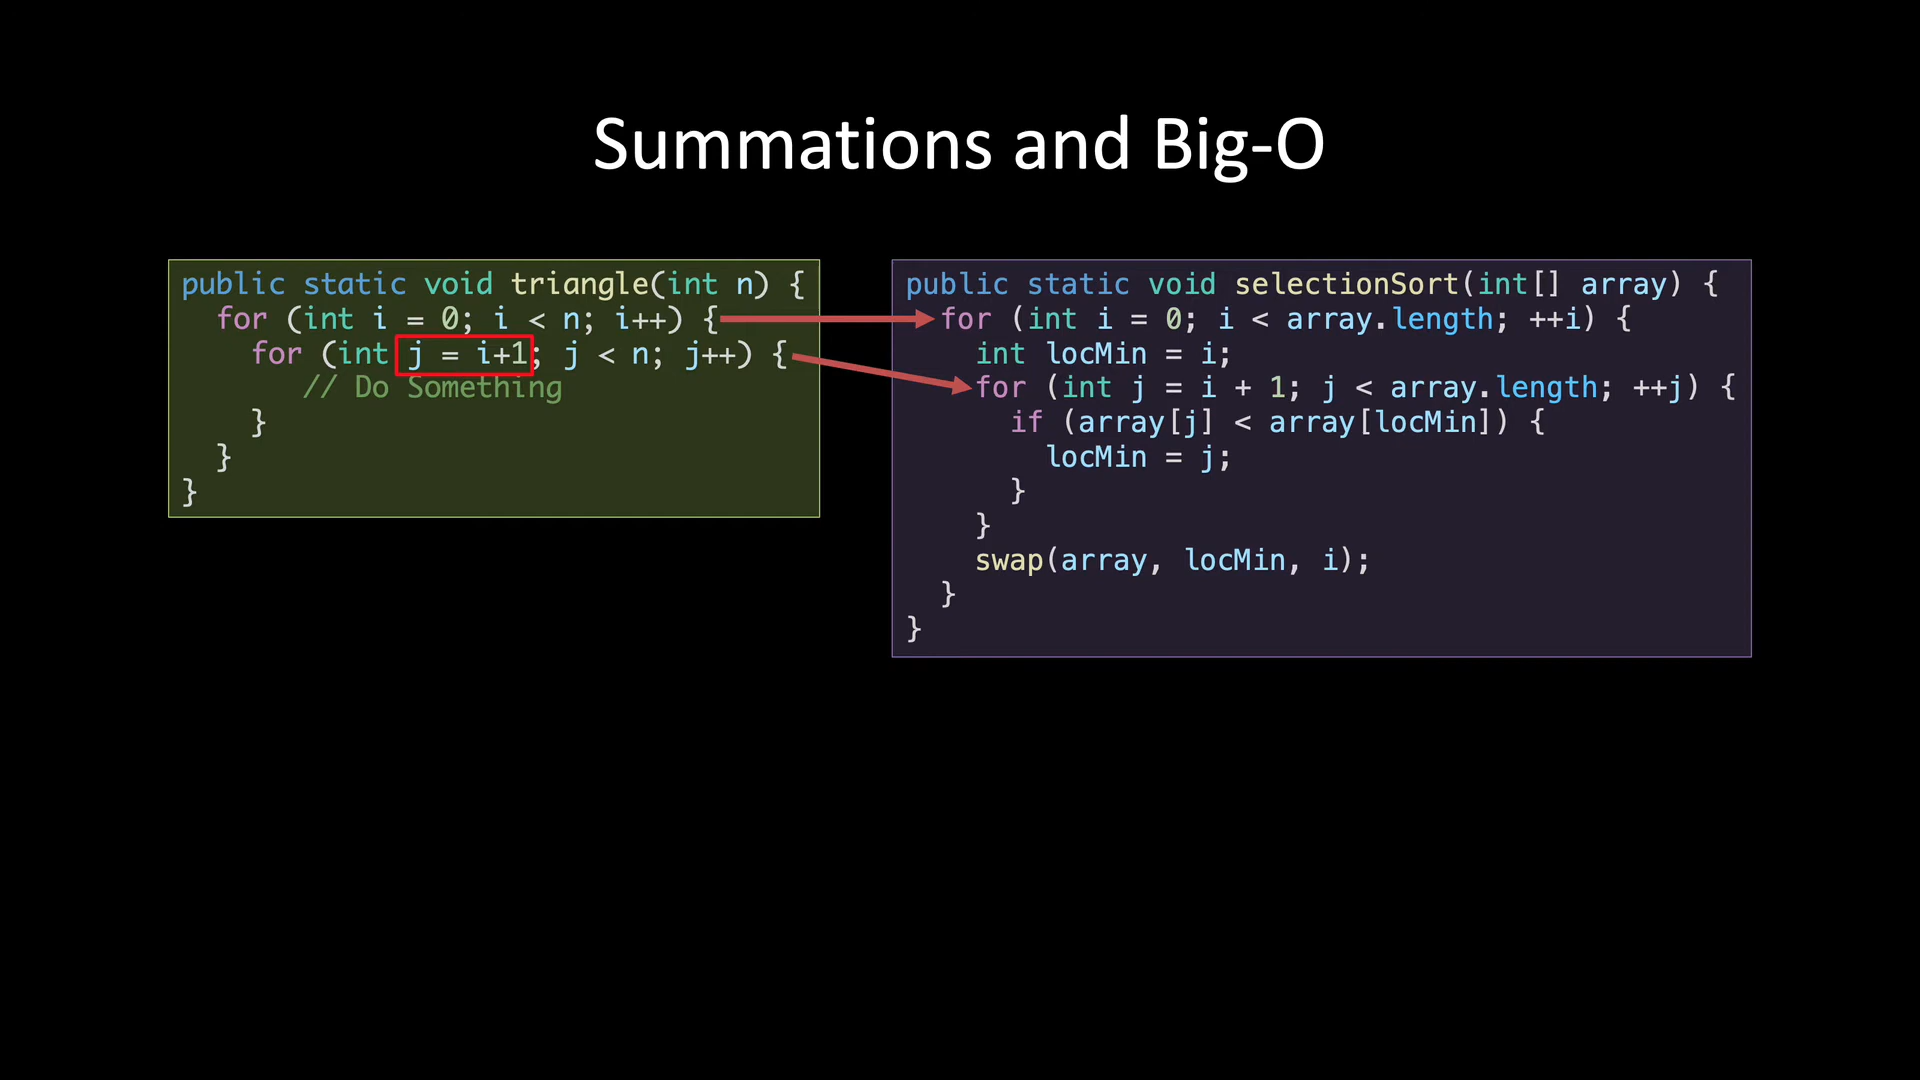 Summations and Big-O
public static void triangle(int n) {
for (int i = 0; i < n; i++) {
for (int j = i+1; j < n; j++) {
// Do Something
}
}
}
public static void selectionSort(int[] array) {
for (int i = 0; i < array.length; ++i) {
int locMin = i;
for (int j = i + 1; j < array.length; ++j) {
if (array[j] < array[locMin]) {
locMin = j;
}
}
swap(array, locMin, i);
}
}